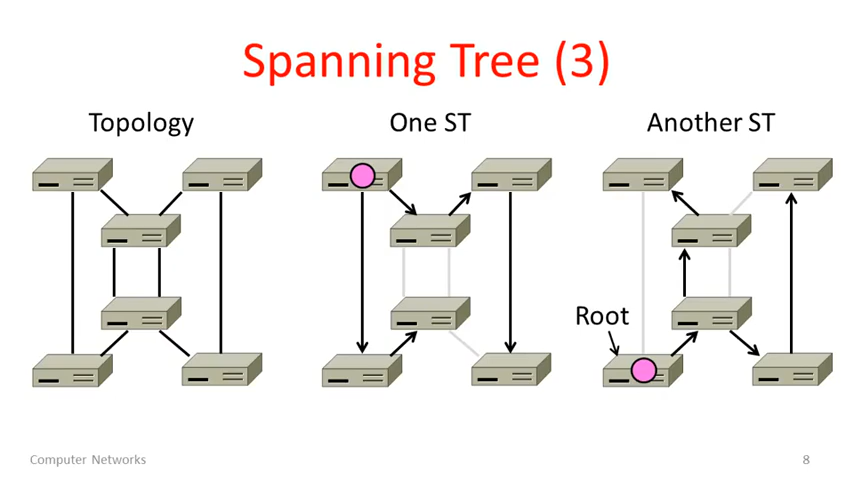 Spanning Tree (3)
Topology
One ST
Another ST
Root
Computer Networks
8